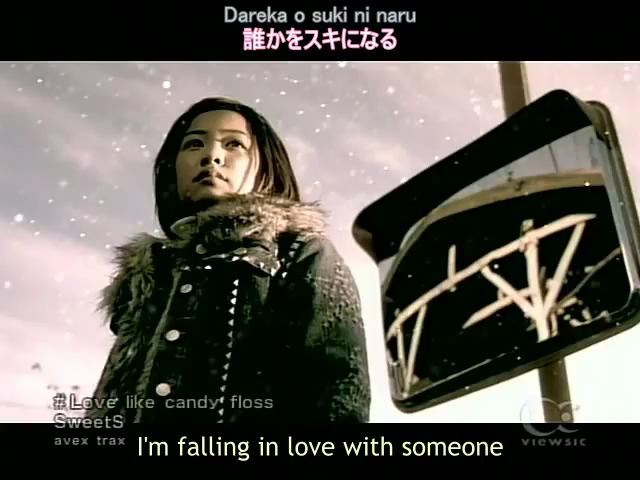 Dareka o suki ni naru
誰かをスキになる
#Love like candy floss
SweetS
avex trax
I'm falling in love with someone
VIEWSIC